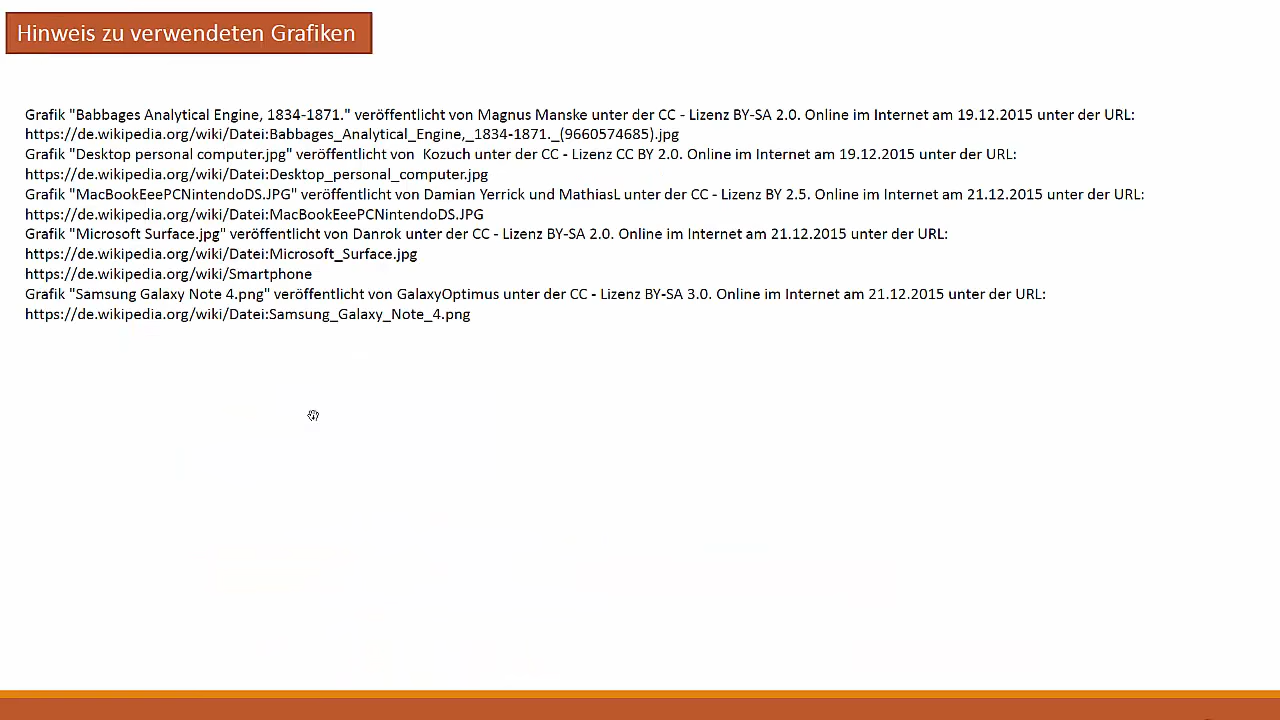 Hinweis zu verwendeten Grafiken
Grafik "Babbages Analytical Engine, 1834-1871." veröffentlicht von Magnus Manske unter der CC - Lizenz BY-SA 2.0. Online im Internet am 19.12.2015 unter der URL:
https://de.wikipedia.org/wiki/Datei:Babbages_Analytical_Engine,_1834-1871._(9660574685).jpg
Grafik "Desktop personal computer.jpg" veröffentlicht von  Kozuch unter der CC - Lizenz CC BY 2.0. Online im Internet am 19.12.2015 unter der URL:
https://de.wikipedia.org/wiki/Datei:Desktop_personal_computer.jpg
Grafik "MacBookEeePCNintendoDS.JPG" veröffentlicht von Damian Yerrick und MathiasL unter der CC - Lizenz BY 2.5. Online im Internet am 21.12.2015 unter der URL:
https://de.wikipedia.org/wiki/Datei:MacBookEeePCNintendoDS.JPG
Grafik "Microsoft Surface.jpg" veröffentlicht von Danrok unter der CC - Lizenz BY-SA 2.0. Online im Internet am 21.12.2015 unter der URL:
https://de.wikipedia.org/wiki/Datei:Microsoft_Surface.jpg
https://de.wikipedia.org/wiki/Smartphone
Grafik "Samsung Galaxy Note 4.png" veröffentlicht von GalaxyOptimus unter der CC - Lizenz BY-SA 3.0. Online im Internet am 21.12.2015 unter der URL:
https://de.wikipedia.org/wiki/Datei:Samsung_Galaxy_Note_4.png